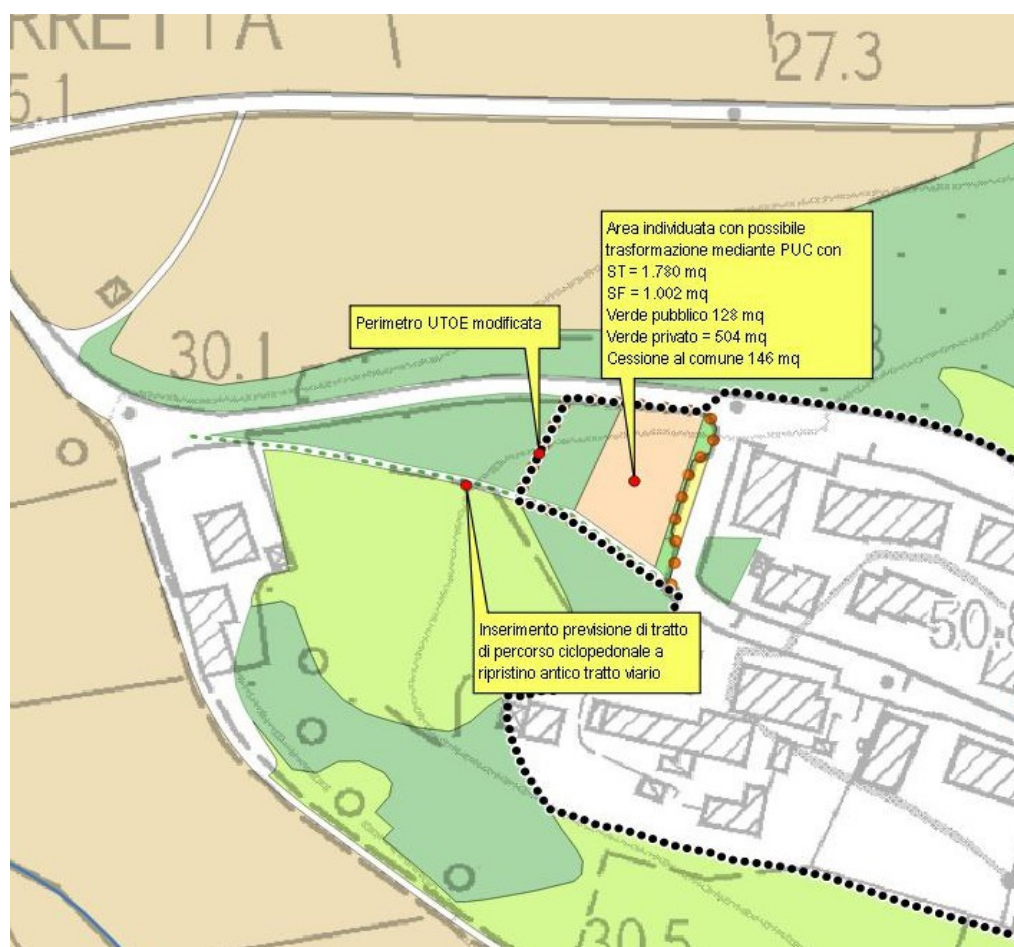 27.3
5.1
Area individuata con possibile
trasformazione mediante PUC con
ST = 1.780 mq
SF = 1.002 mq
Verde pubblico 128 mq
Verde privato = 504 mq
Cessione al comune 146 mq
Perimetro UTOE modificata
30.1
Inserimento previsione di tratto
di percorso ciclopedonale a
ripristino antico tratto viario
50.8
30.5